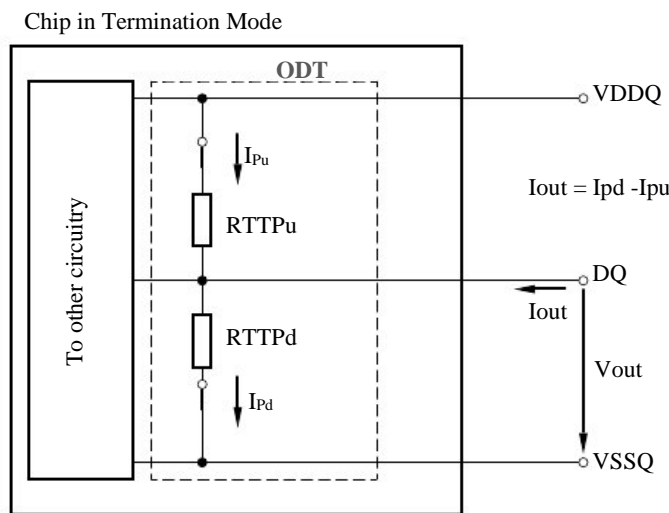 Chip in Termination Mode
ODT
VDDQ
IPu
Iout = Ipd -Ipu
RTTPu
To other circuitry
DQ
Iout
RTTPd
Vout
IPd
VSSQ